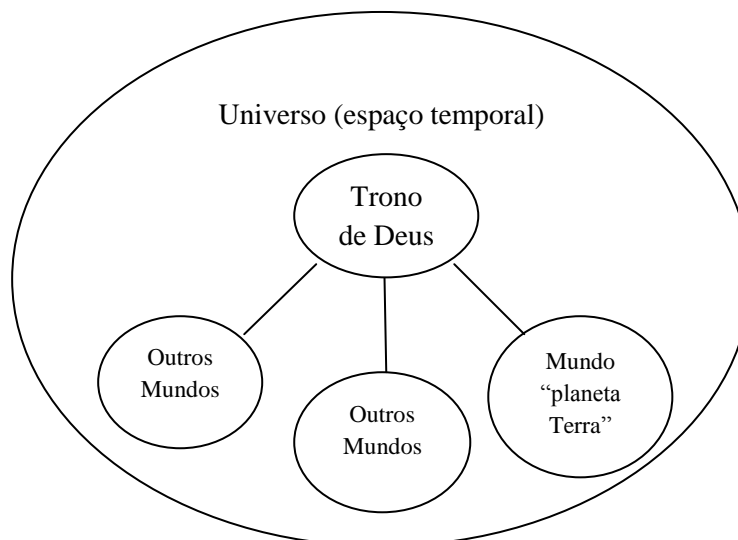 Universo (espaço temporal)
Trono
de Deus
Outros
Mundos
Outros
Mundos
Mundo
“planeta
Terra”